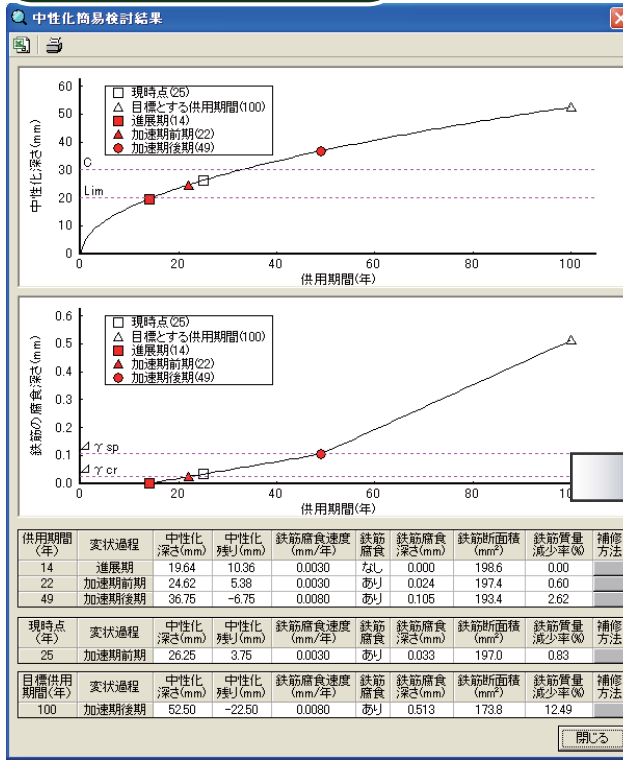 中性化簡易検討結果
60
50
40
30
20
10
0
中性化深さ(mm)
□ 現時点(25)
△ 目標とする供用期間(100)
■ 進展期(14)
▲ 加速期前期(22)
● 加速期後期(49)
C
Lim
0 20 40 60 80 100
供用期間(年)
0.6
0.5
0.4
0.3
0.2
0.1
0.0
鉄筋の腐食深さ(mm)
□ 現時点(25)
△ 目標とする供用期間(100)
■ 進展期(14)
▲ 加速期前期(22)
● 加速期後期(49)
⊿γsp
⊿γcr
0 20 40 60 80
供用期間(年)
供用期間(年) 変状過程 中性化深さ(mm) 中性化残り(mm) 鉄筋腐食速度(mm/年) 鉄筋腐食 鉄筋腐食深さ(mm) 鉄筋断面積(mm²) 鉄筋質量減少率(%) 補修方法
14 進展期 19.64 10.36 0.0030 なし 0.000 198.6 0.00
22 加速期前期 24.62 5.38 0.0030 あり 0.024 197.4 0.60
49 加速期後期 36.75 -6.75 0.0080 あり 0.105 193.4 2.62
現時点(年) 変状過程 中性化深さ(mm) 中性化残り(mm) 鉄筋腐食速度(mm/年) 鉄筋腐食 鉄筋腐食深さ(mm) 鉄筋断面積(mm²) 鉄筋質量減少率(%) 補修方法
25 加速期前期 26.25 3.75 0.0030 あり 0.033 197.0 0.83
目標供用期間(年) 変状過程 中性化深さ(mm) 中性化残り(mm) 鉄筋腐食速度(mm/年) 鉄筋腐食 鉄筋腐食深さ(mm) 鉄筋断面積(mm²) 鉄筋質量減少率(%) 補修方法
100 加速期後期 52.50 -22.50 0.0080 あり 0.513 173.8 12.49
閉じる